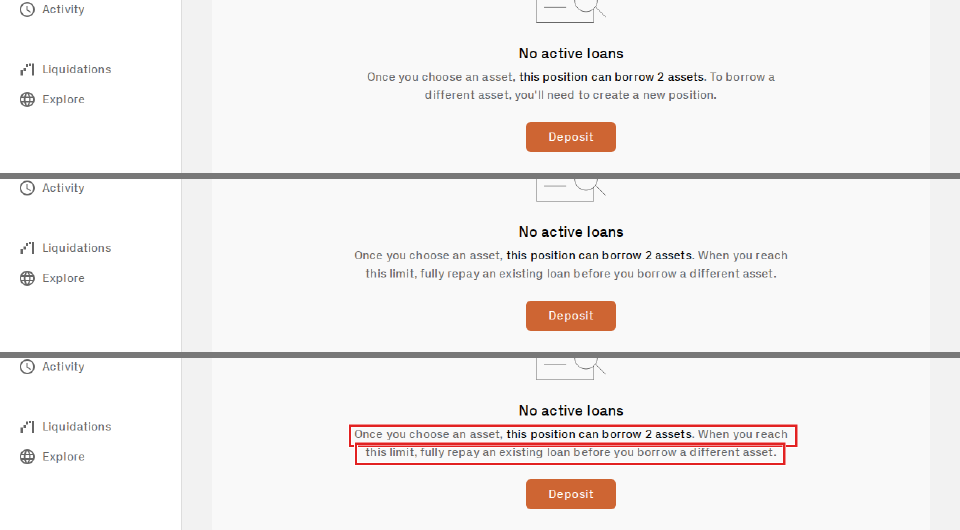 Activity
Liquidations
Explore
No active loans
Once you choose an asset, this position can borrow 2 assets. To borrow a
different asset, you'll need to create a new position.
Deposit
Activity
Liquidations
Explore
No active loans
Once you choose an asset, this position can borrow 2 assets. When you reach
this limit, fully repay an existing loan before you borrow a different asset.
Deposit
Activity
Liquidations
Explore
No active loans
Once you choose an asset, this position can borrow 2 assets. When you reach
this limit, fully repay an existing loan before you borrow a different asset.
Deposit